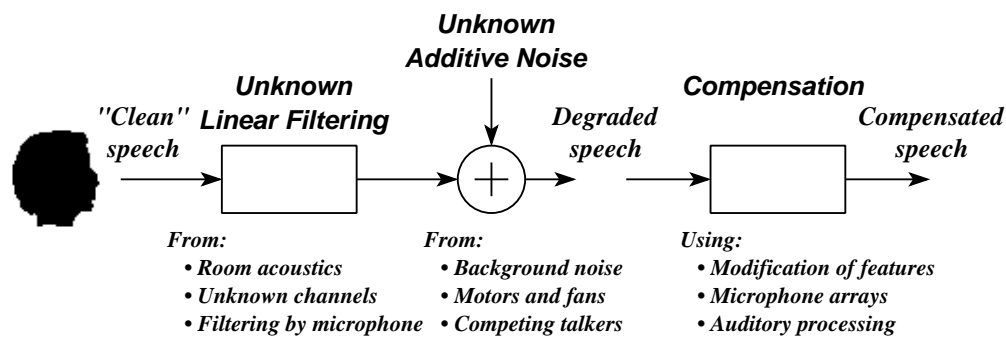 Unknown
Additive Noise
Unknown
Linear Filtering
Compensation
"Clean"
speech
Degraded
speech
Compensated
speech
From:
• Room acoustics
• Unknown channels
• Filtering by microphone
From:
• Background noise
• Motors and fans
• Competing talkers
Using:
• Modification of features
• Microphone arrays
• Auditory processing